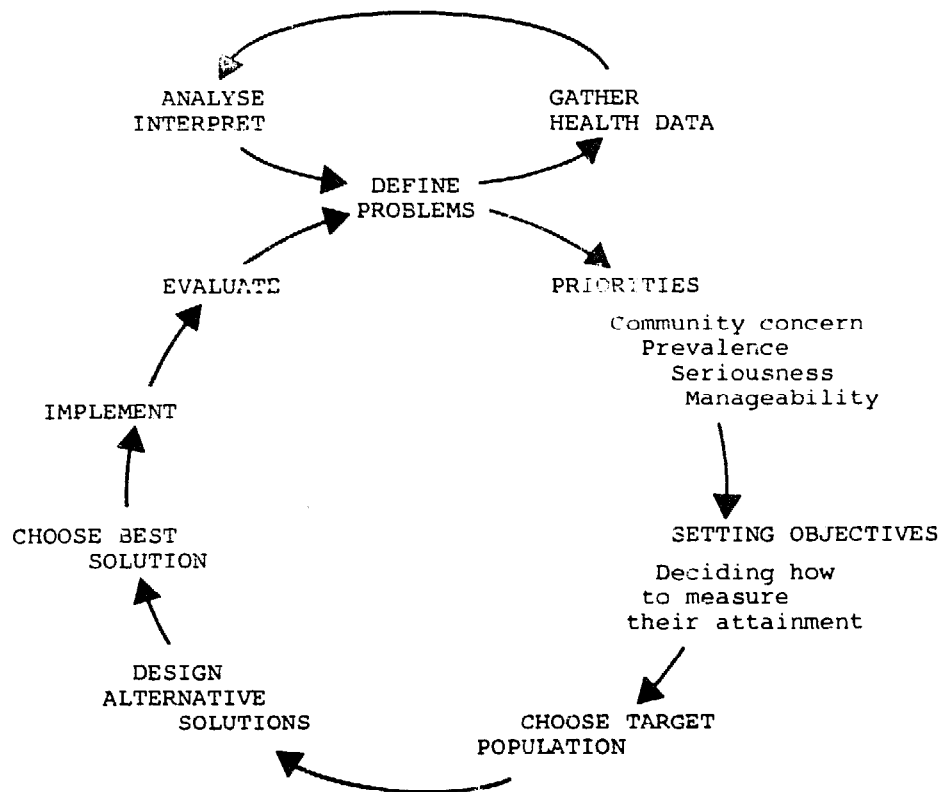 ANALYSE
INTERPRET
GATHER
HEALTH DATA
DEFINE
PROBLEMS
EVALUATE
PRIORITIES
Community concern
Prevalence
Seriousness
Manageability
IMPLEMENT
CHOOSE BEST
SOLUTION
SETTING OBJECTIVES
Deciding how
to measure
their attainment
DESIGN
ALTERNATIVE
SOLUTIONS
CHOOSE TARGET
POPULATION